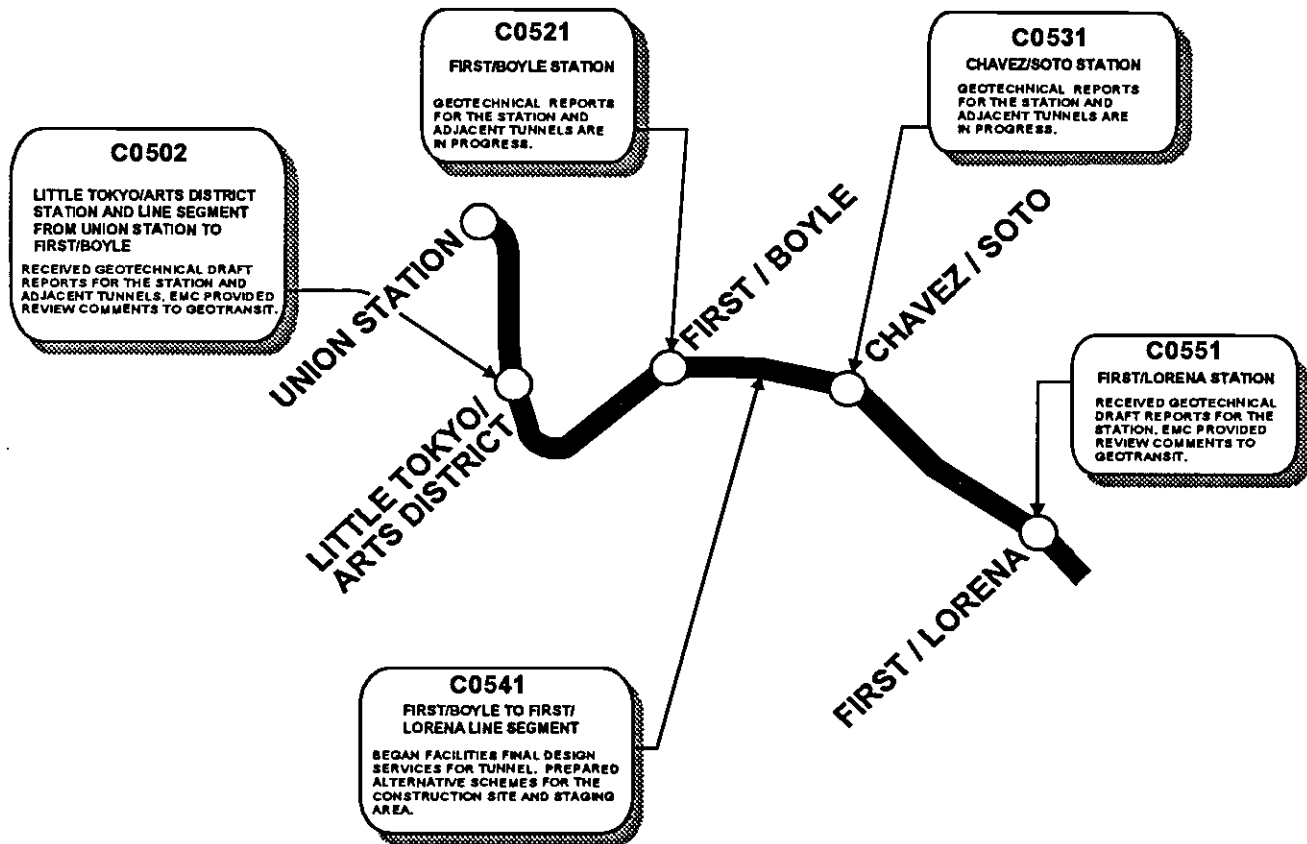 C0521
FIRST/BOYLE STATION
GEOTECHNICAL REPORTS
FOR THE STATION AND
ADJACENT TUNNELS ARE
IN PROGRESS.
C0531
CHAVEZ/SOTO STATION
GEOTECHNICAL REPORTS
FOR THE STATION AND
ADJACENT TUNNELS ARE
IN PROGRESS.
C0502
LITTLE TOKYO/ARTS DISTRICT
STATION AND LINE SEGMENT
FROM UNION STATION TO
FIRST/BOYLE
RECEIVED GEOTECHNICAL DRAFT
REPORTS FOR THE STATION AND
ADJACENT TUNNELS, EMC PROVIDED
REVIEW COMMENTS TO GEOTRANSIT.
UNION STATION
LITTLE TOKYO/
ARTS DISTRICT
FIRST / BOYLE
CHAVEZ / SOTO
FIRST / LORENA
C0551
FIRST/LORENA STATION
RECEIVED GEOTECHNICAL
DRAFT REPORTS FOR THE
STATION, EMC PROVIDED
REVIEW COMMENTS TO
GEOTRANSIT.
C0541
FIRST/BOYLE TO FIRST/
LORENA LINE SEGMENT
BEGAN FACILITIES FINAL DESIGN
SERVICES FOR TUNNEL. PREPARED
ALTERNATIVE SCHEMES FOR THE
CONSTRUCTION SITE AND STAGING
AREA.